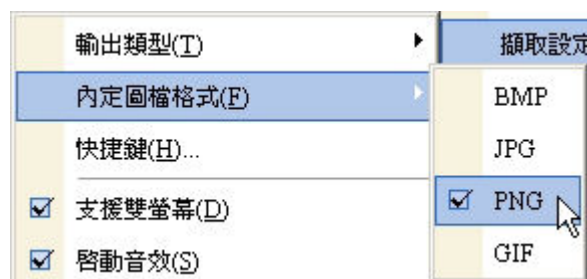 輸出類型(T)
內定圖檔格式(F)
快捷鍵(H)...
支援雙螢幕(D)
啓動音效(S)
擷取設定
BMP
JPG
PNG
GIF